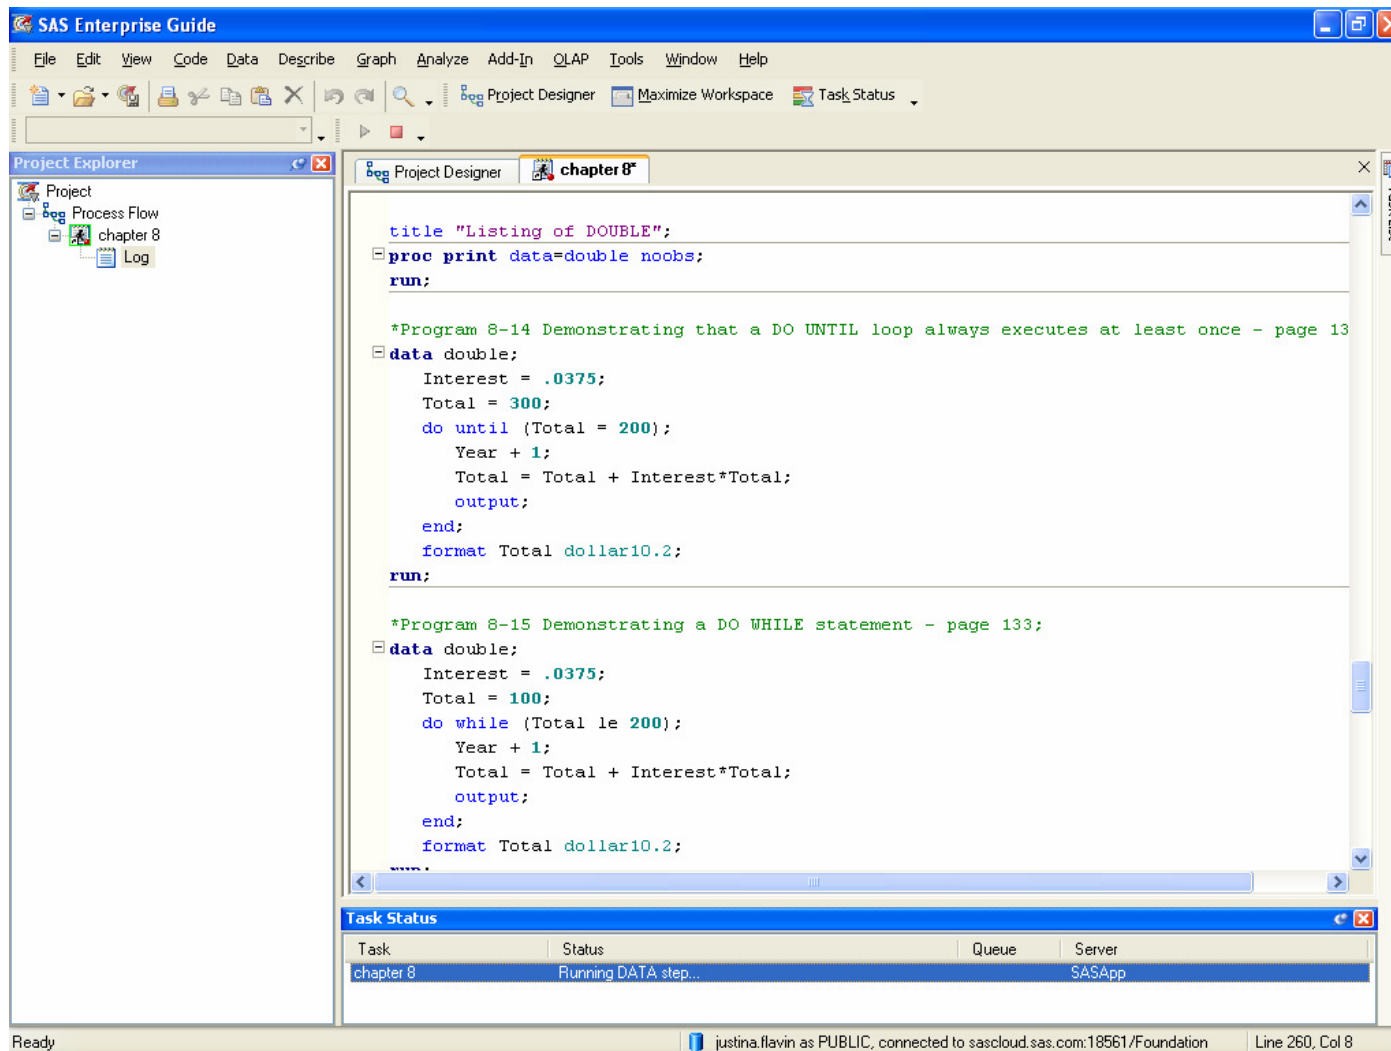 SAS Enterprise Guide
File Edit View Code Data Describe Graph Analyze Add-In OLAP Tools Window Help
Project Designer Maximize Workspace Task Status
Project Explorer
Project
Process Flow
chapter 8
Log
Project Designer chapter 8*
title "Listing of DOUBLE";
proc print data=double noobs;
run;
*Program 8-14 Demonstrating that a DO UNTIL loop always executes at least once - page 13
data double;
Interest = .0375;
Total = 300;
do until (Total = 200);
Year + 1;
Total = Total + Interest*Total;
output;
end;
format Total dollar10.2;
run;
*Program 8-15 Demonstrating a DO WHILE statement - page 133;
data double;
Interest = .0375;
Total = 100;
do while (Total le 200);
Year + 1;
Total = Total + Interest*Total;
output;
end;
format Total dollar10.2;
run;
Task Status
Task Status Queue Server
chapter 8 Running DATA step... SASApp
Ready justina.flavin as PUBLIC, connected to sascloud.sas.com:18561/Foundation Line 260, Col 8